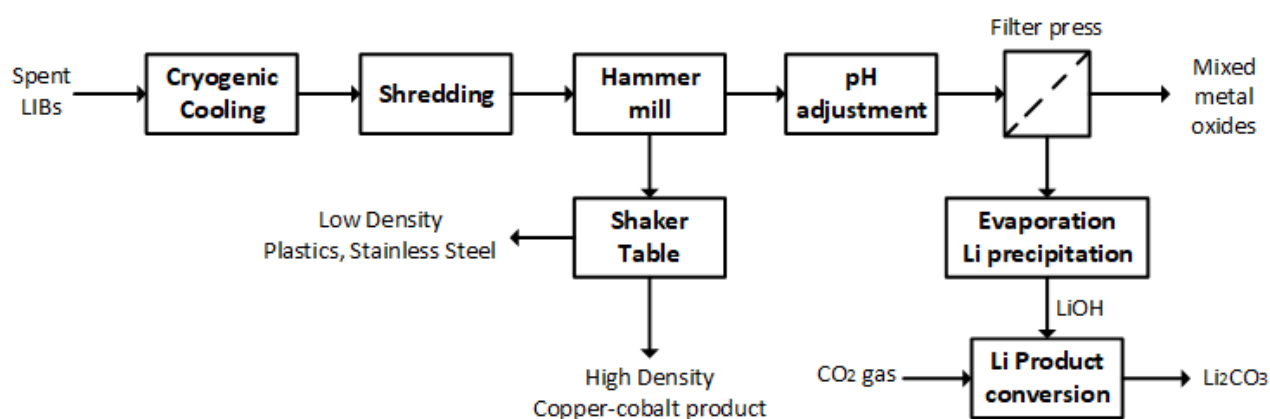 Filter press
Spent
LIBs
Cryogenic
Cooling
Shredding
Hammer
mill
pH
adjustment
Mixed
metal
oxides
Low Density
Plastics, Stainless Steel
Shaker
Table
Evaporation
Li precipitation
LiOH
High Density
Copper-cobalt product
CO₂ gas
Li Product
conversion
Li₂CO₃